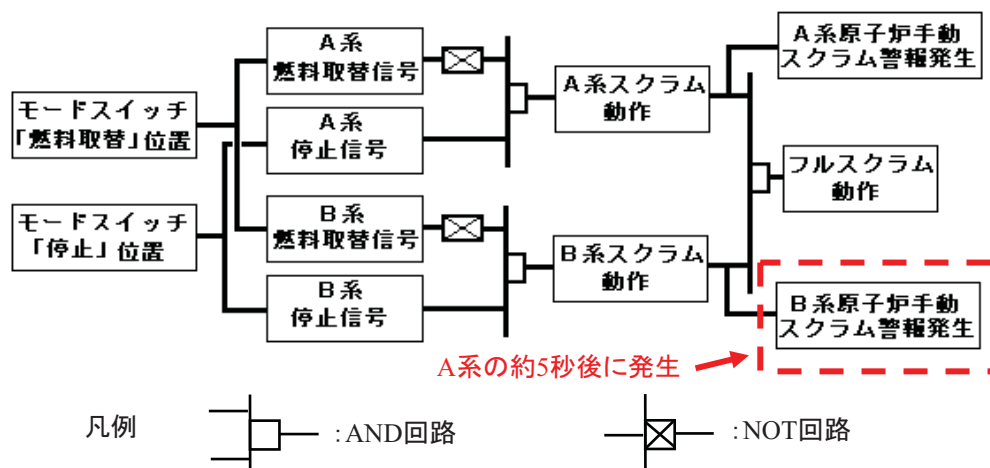 A系
燃料取替信号
A系原子炉手動
スクラム警報発生
モードスイッチ
「燃料取替」位置
A系
停止信号
A系スクラム
動作
フルスクラム
動作
モードスイッチ
「停止」位置
B系
燃料取替信号
B系スクラム
動作
B系
停止信号
B系原子炉手動
スクラム警報発生
A系の約5秒後に発生
凡例
:AND回路
:NOT回路